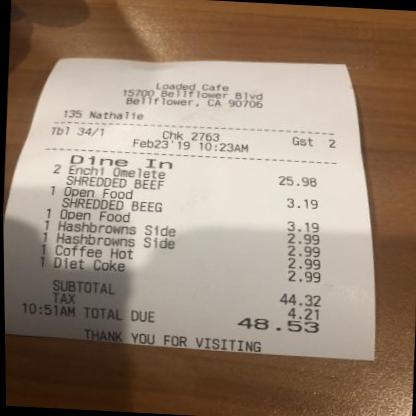 Loaded Cafe
15700 Bellflower Blvd
Bellflower, CA 90706
135 Nathalie
Tbl 34/1 Chk 2763 Gst 2
Feb23'19 10:23AM
Dine In
2 Enchi Omelete 25.98
SHREDDED BEEF
1 Open Food 3.19
SHREDDED BEEG
1 Open Food 3.19
1 Hashbrowns Side 2.99
1 Hashbrowns Side 2.99
1 Coffee Hot 2.99
1 Diet Coke 2.99
SUBTOTAL 44.32
TAX 4.21
10:51AM TOTAL DUE 48.53
THANK YOU FOR VISITING